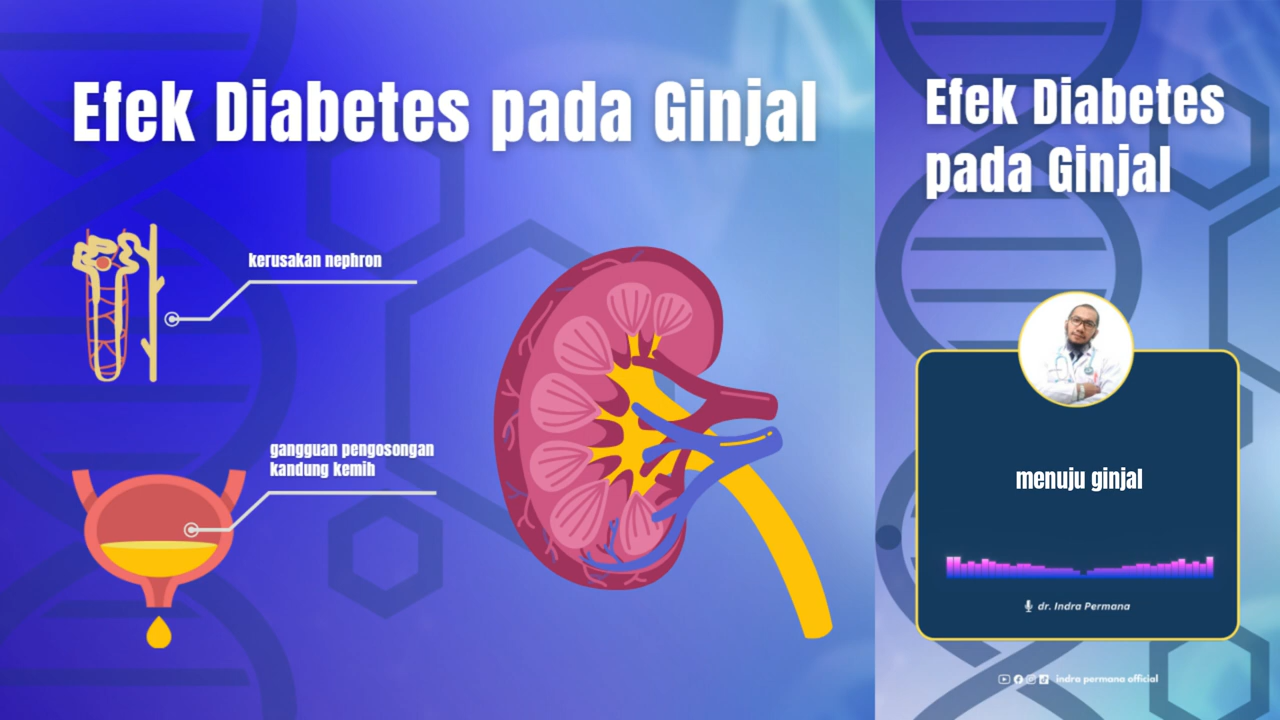 Efek Diabetes pada Ginjal
kerusakan nephron
gangguan pengosongan
kandung kemih
Efek Diabetes
pada Ginjal
menuju ginjal
dr. Indra Permana
indra permana official